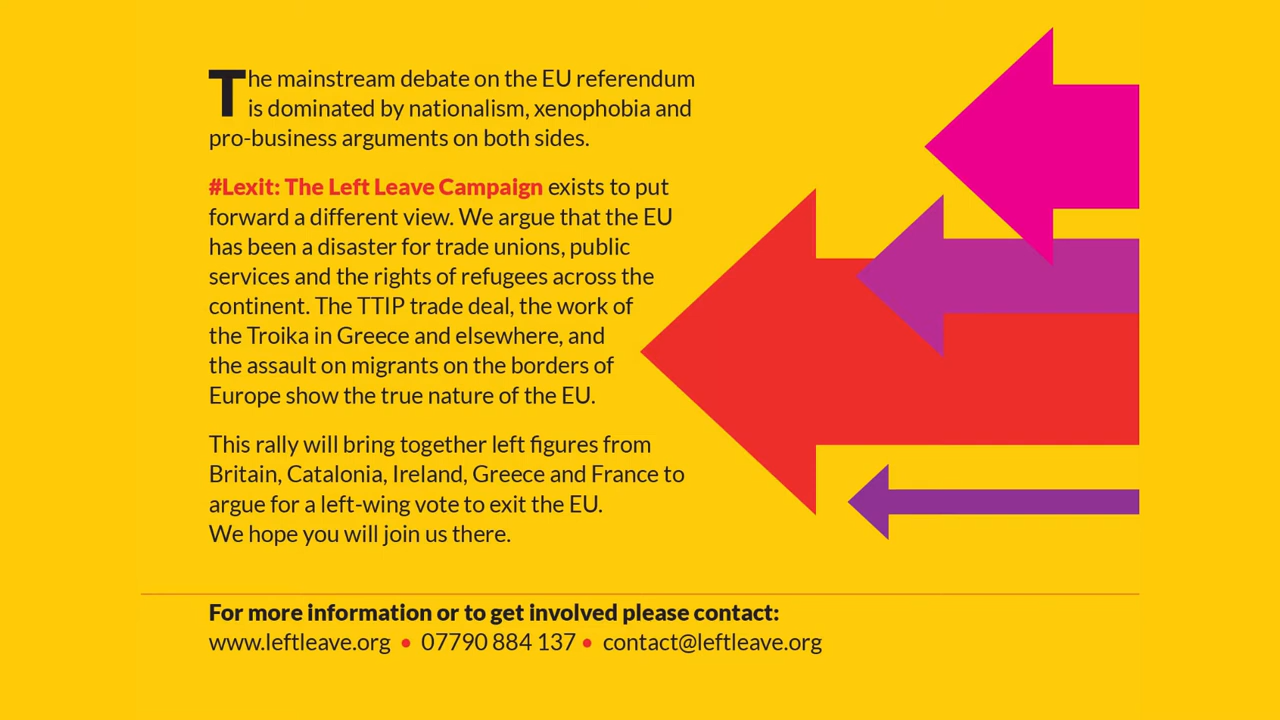 The mainstream debate on the EU referendum
is dominated by nationalism, xenophobia and
pro-business arguments on both sides.
#Lexit: The Left Leave Campaign exists to put
forward a different view. We argue that the EU
has been a disaster for trade unions, public
services and the rights of refugees across the
continent. The TTIP trade deal, the work of
the Troika in Greece and elsewhere, and
the assault on migrants on the borders of
Europe show the true nature of the EU.
This rally will bring together left figures from
Britain, Catalonia, Ireland, Greece and France to
argue for a left-wing vote to exit the EU.
We hope you will join us there.
For more information or to get involved please contact:
www.leftleave.org • 07790 884 137 • contact@leftleave.org